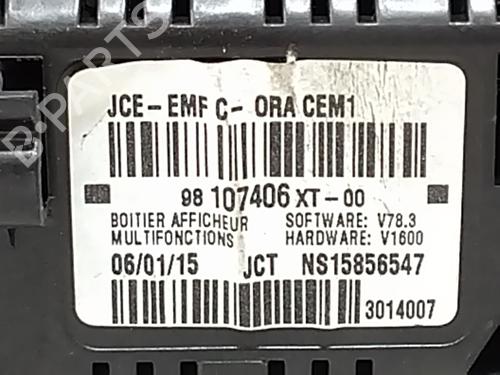 B-PARTS
JCE-EMF C-ORA CEM1
98 107406 XT-00
BOITIER AFFICHEUR SOFTWARE: V78.3
MULTIFONCTIONS HARDWARE: V1600
06/01/15 JCT NS15856547
3014007